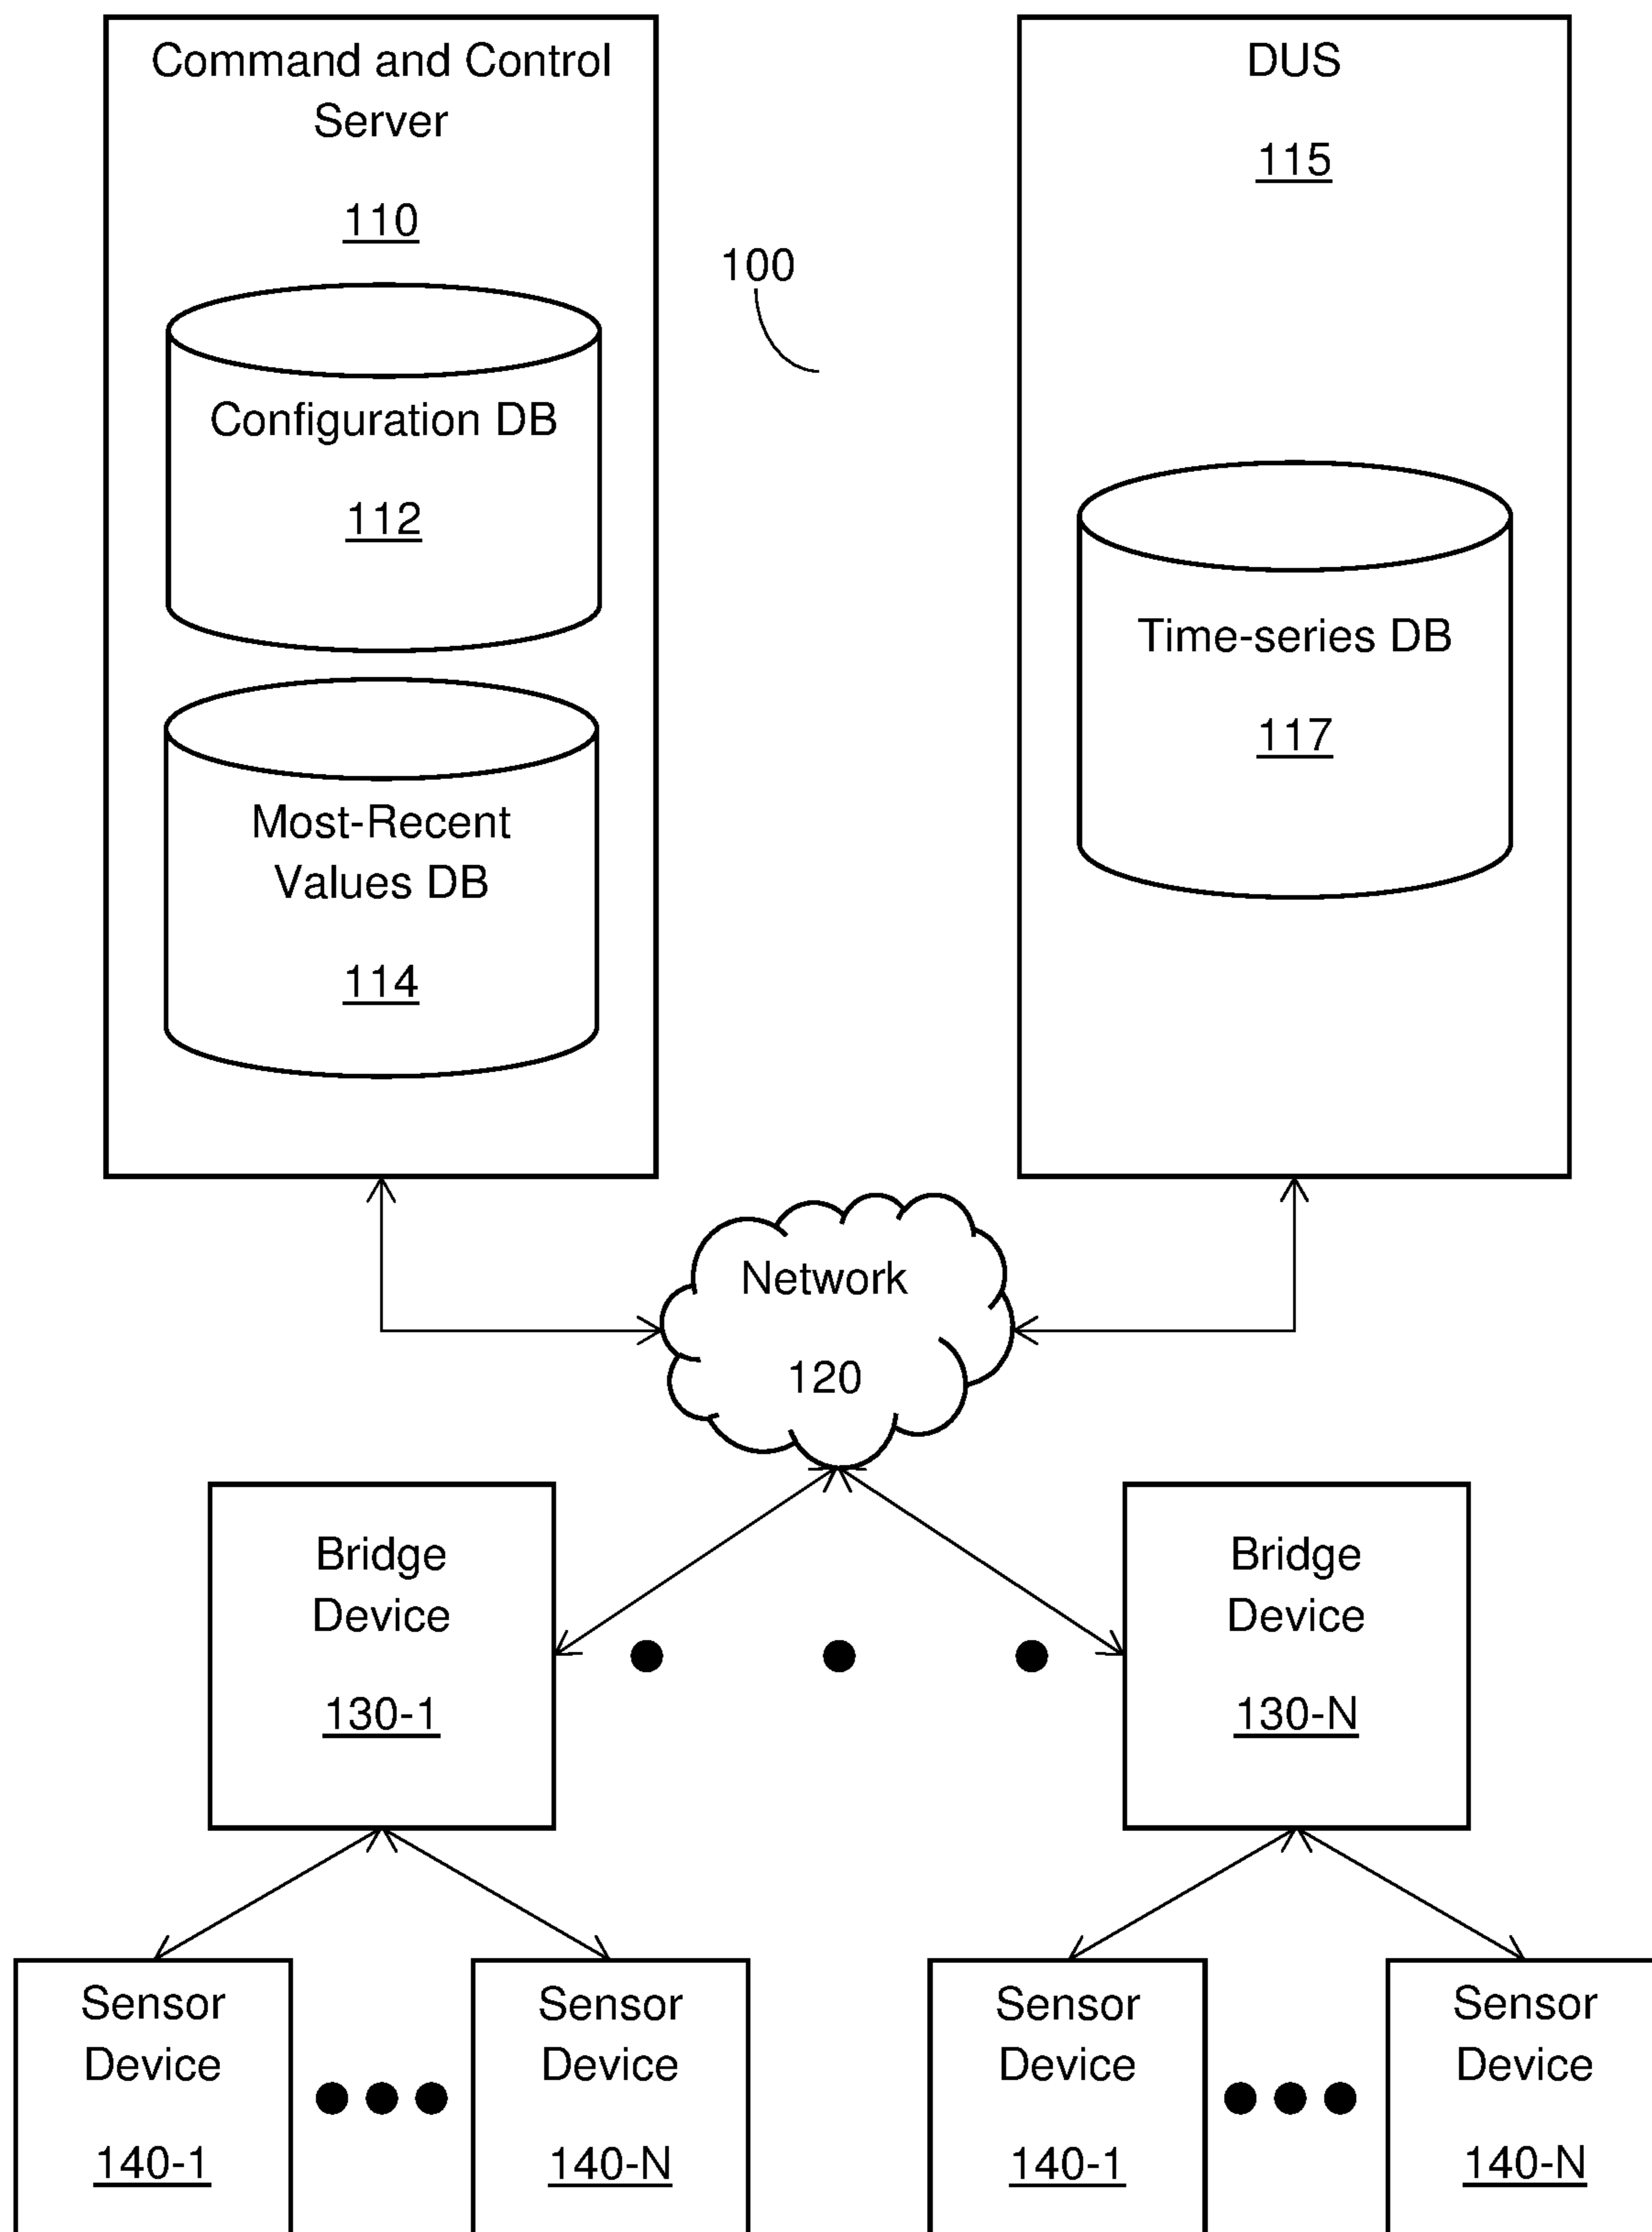 Command and Control
Server
110
Configuration DB
112
Most-Recent
Values DB
114
100
DUS
115
Time-series DB
117
Network
120
Bridge
Device
130-1
Bridge
Device
130-N
Sensor
Device
140-1
Sensor
Device
140-N
Sensor
Device
140-1
Sensor
Device
140-N